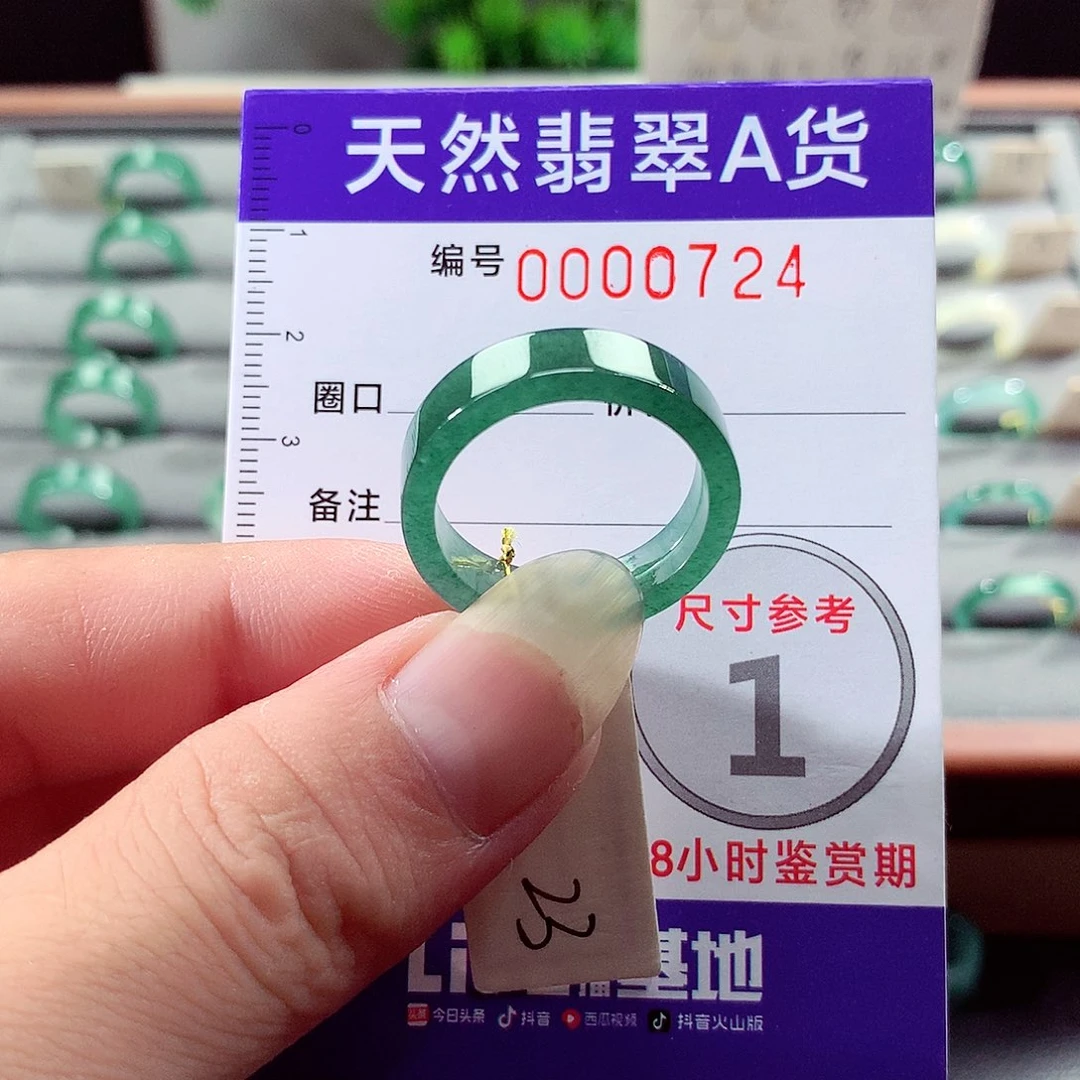 天然翡翠A货
编号 0000724
圈口
备注
尺寸参考
1
8小时鉴赏期
23
Li 播基地
今日头条 抖音 西瓜视频 抖音火山版
0
1
2
3